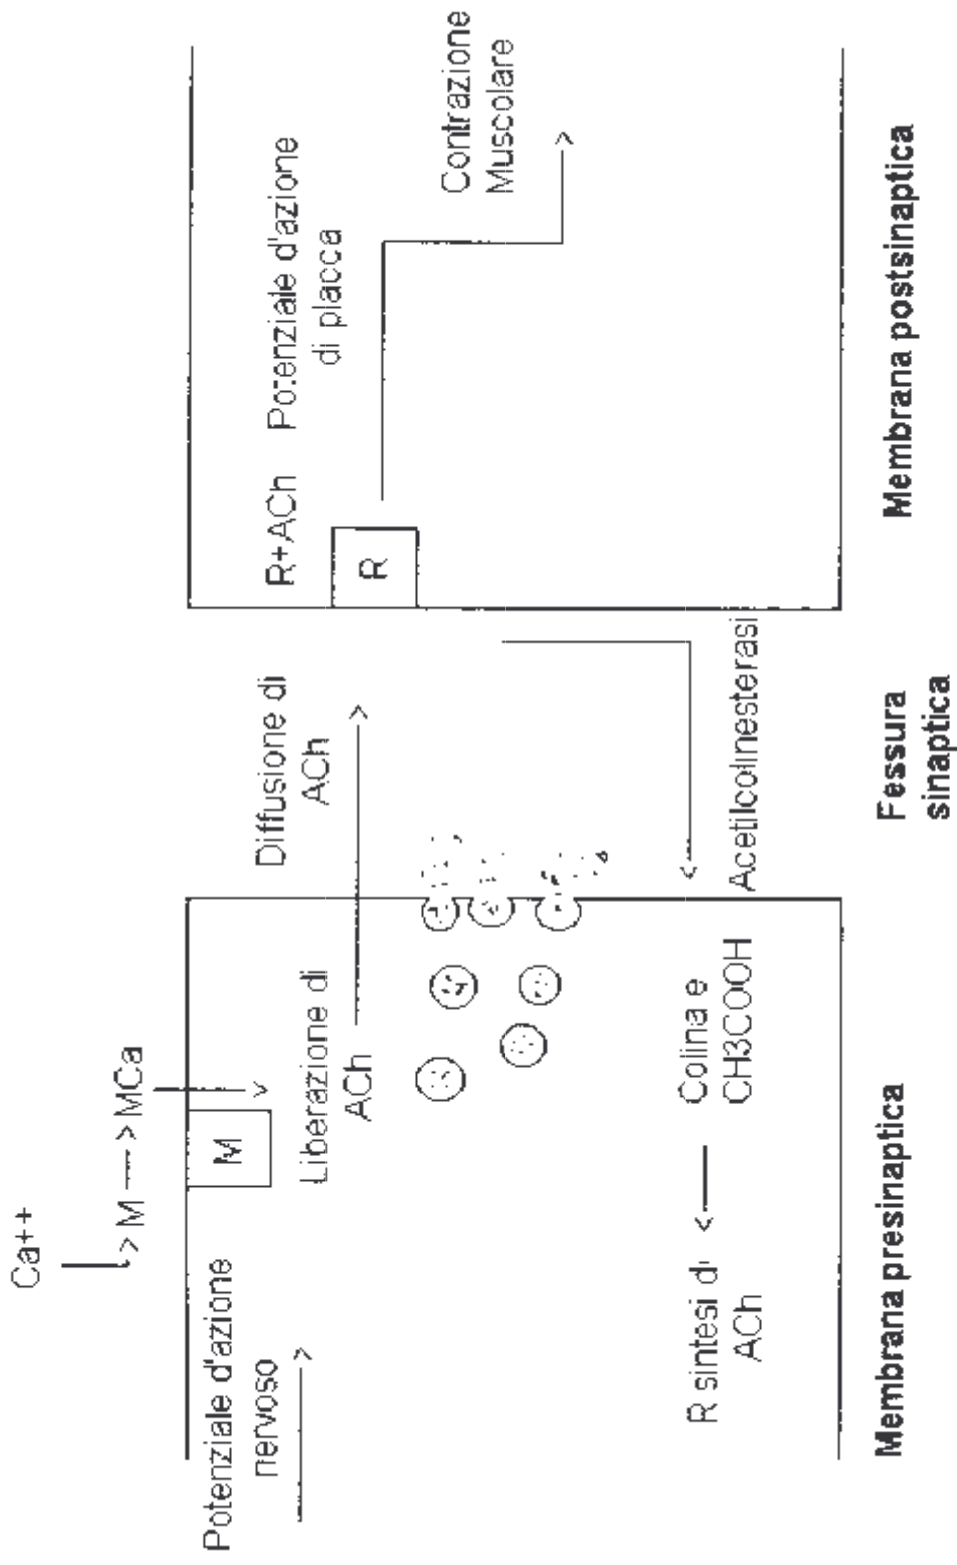 Ca++
M
MCa
Potenziale d'azione
nervoso
M
Liberazione di
ACh
Diffusione di
ACh
R+ACh
Potenziale d'azione
di placca
R
Contrazione
Muscolare
R sintesi di
ACh
Colina e
CH3COOH
Acetilcolinesterasi
Membrana presinaptica
Fessura
sinaptica
Membrana postsinaptica